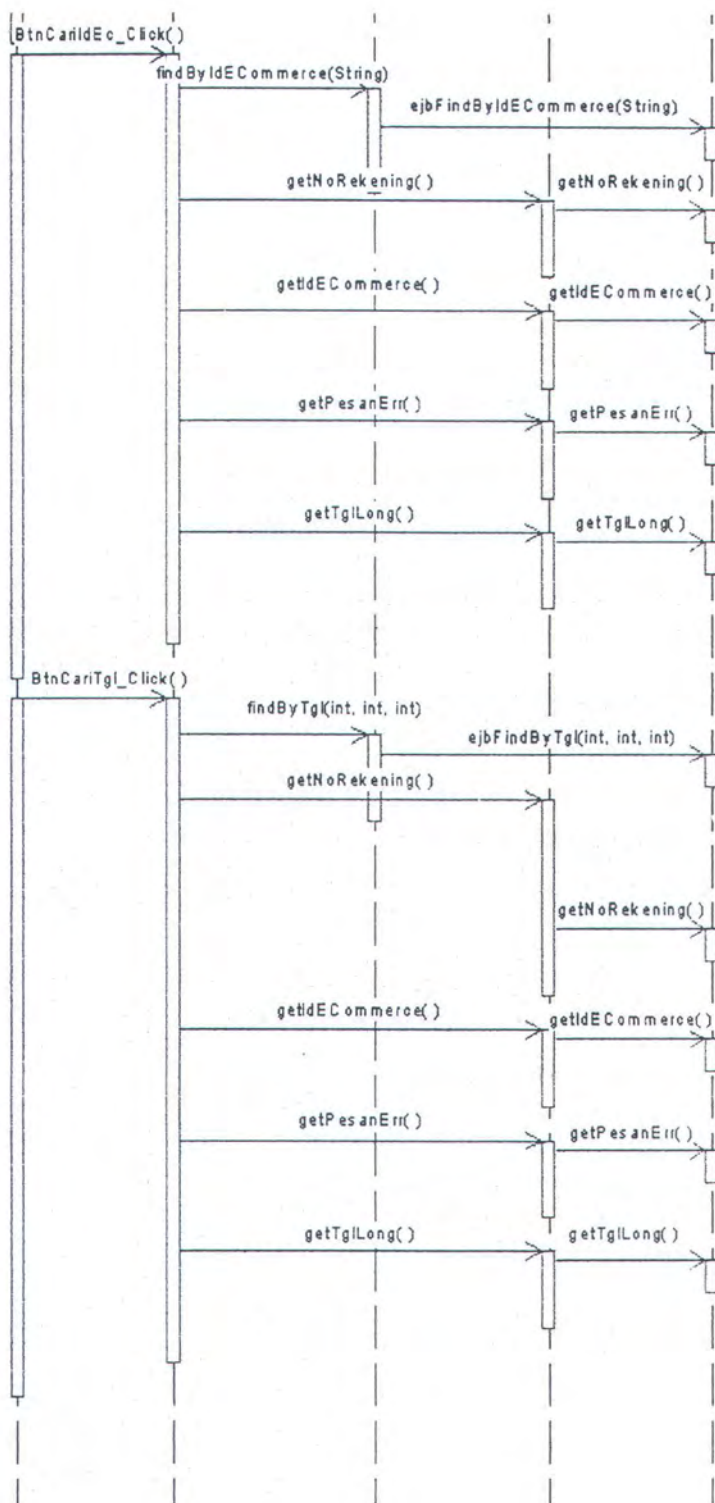 BtnCariIdEc_Click()
findByIdECommerce(String)
ejbFindByIdECommerce(String)
getNoRekening()
getNoRekening()
getIdECommerce()
getIdECommerce()
getPesanErr()
getPesanErr()
getTglLong()
getTglLong()
BtnCariTgl_Click()
findByTgl(int, int, int)
ejbFindByTgl(int, int, int)
getNoRekening()
getNoRekening()
getIdECommerce()
getIdECommerce()
getPesanErr()
getPesanErr()
getTglLong()
getTglLong()